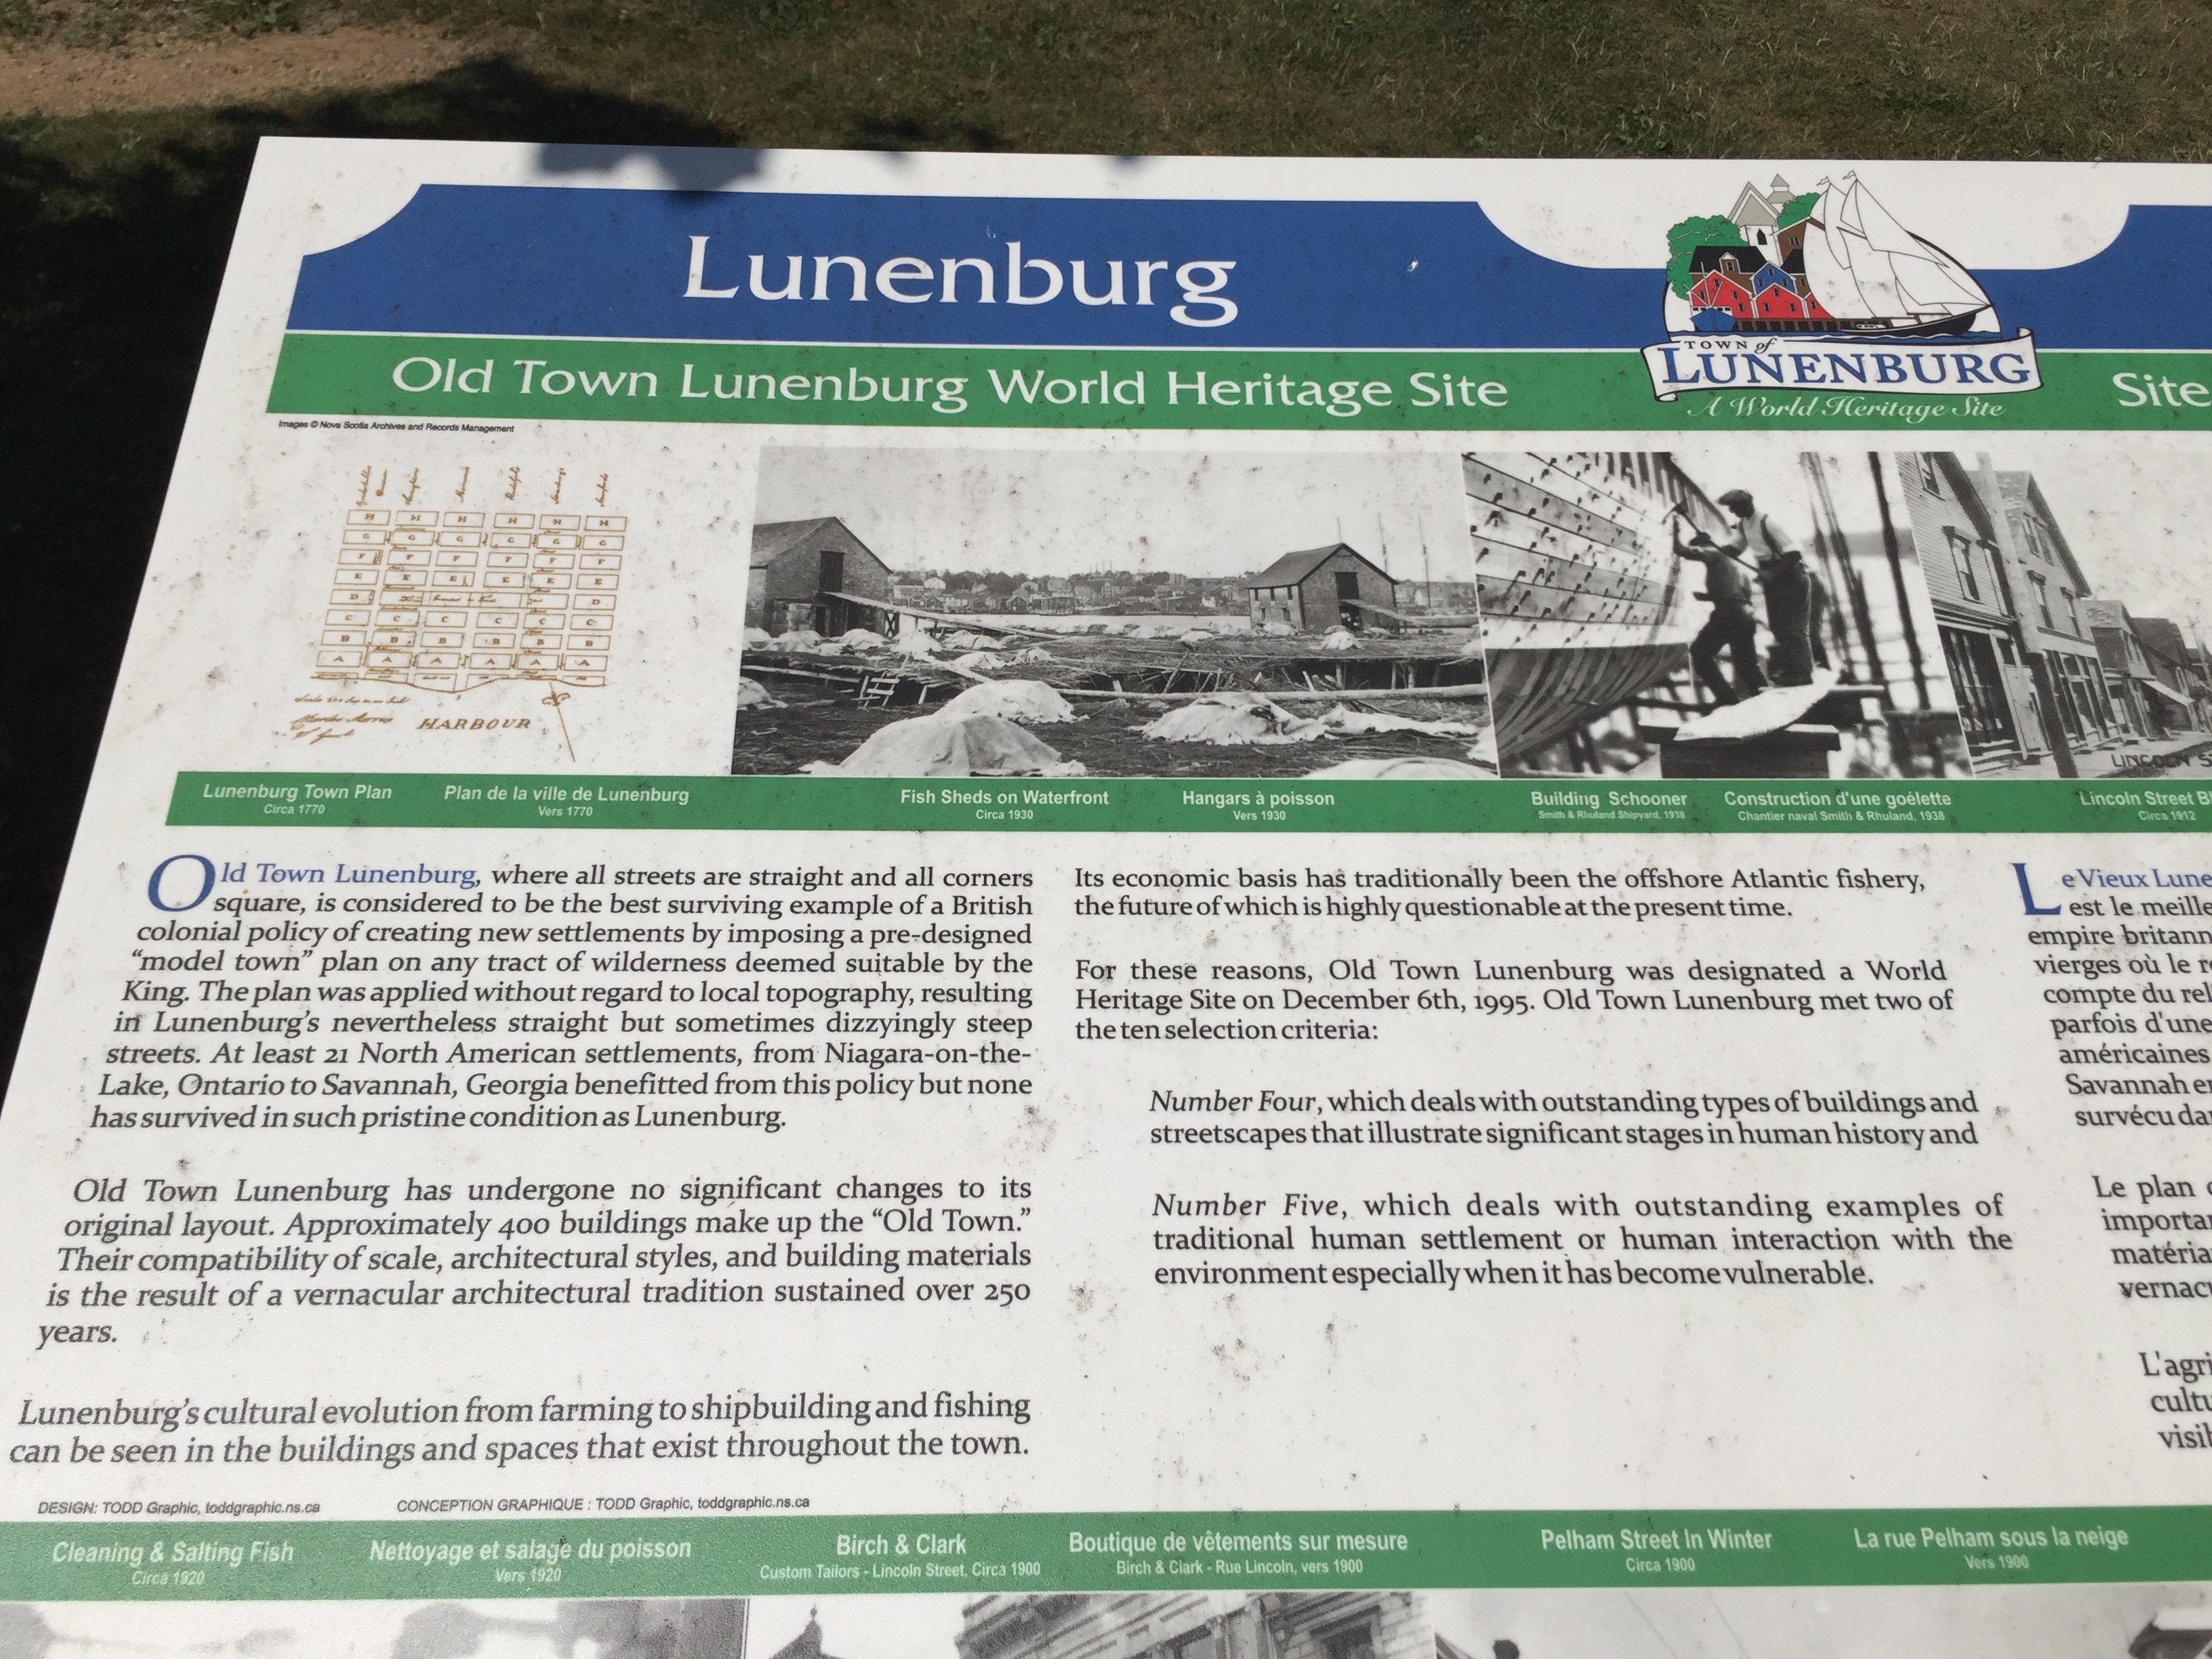 Lunenburg
Old Town Lunenburg World Heritage Site
TOWN of
LUNENBURG
A World Heritage Site
Site
Images © Nova Scotia Archives and Records Management
H H H H H H
G G G G G G
F F F F F F
E E E E E E
D D
C C C C C C
B B B B B B
A A A A A A
HARBOUR
LINCOLN S
Lunenburg Town Plan
Circa 1770
Plan de la ville de Lunenburg
Vers 1770
Fish Sheds on Waterfront
Circa 1930
Hangars à poisson
Vers 1930
Building Schooner
Smith & Rhuland Shipyard, 1938
Construction d'une goélette
Chantier naval Smith & Rhuland, 1938
Lincoln Street
Circa 1912
Old Town Lunenburg, where all streets are straight and all corners
square, is considered to be the best surviving example of a British
colonial policy of creating new settlements by imposing a pre-designed
“model town” plan on any tract of wilderness deemed suitable by the
King. The plan was applied without regard to local topography, resulting
in Lunenburg's nevertheless straight but sometimes dizzyingly steep
streets. At least 21 North American settlements, from Niagara-on-the-
Lake, Ontario to Savannah, Georgia benefitted from this policy but none
has survived in such pristine condition as Lunenburg.
Old Town Lunenburg has undergone no significant changes to its
original layout. Approximately 400 buildings make up the “Old Town.”
Their compatibility of scale, architectural styles, and building materials
is the result of a vernacular architectural tradition sustained over 250
years.
Lunenburg's cultural evolution from farming to shipbuilding and fishing
can be seen in the buildings and spaces that exist throughout the town.
Its economic basis has traditionally been the offshore Atlantic fishery,
the future of which is highly questionable at the present time.
For these reasons, Old Town Lunenburg was designated a World
Heritage Site on December 6th, 1995. Old Town Lunenburg met two of
the ten selection criteria:
Number Four, which deals with outstanding types of buildings and
streetscapes that illustrate significant stages in human history and
Number Five, which deals with outstanding examples of
traditional human settlement or human interaction with the
environment especially when it has become vulnerable.
Le Vieux Lune
est le meille
empire britann
vierges où le r
compte du rel
parfois d'une
américaines
Savannah e
survécu da
Le plan
importa
matéria
vernac
L'agri
cultu
visib
DESIGN: TODD Graphic, toddgraphic.ns.ca
CONCEPTION GRAPHIQUE : TODD Graphic, toddgraphic.ns.ca
Cleaning & Salting Fish
Circa 1920
Nettoyage et salage du poisson
Vers 1920
Birch & Clark
Custom Tailors - Lincoln Street, Circa 1900
Boutique de vêtements sur mesure
Birch & Clark - Rue Lincoln, vers 1900
Pelham Street In Winter
Circa 1900
La rue Pelham sous la neige
Vers 1900